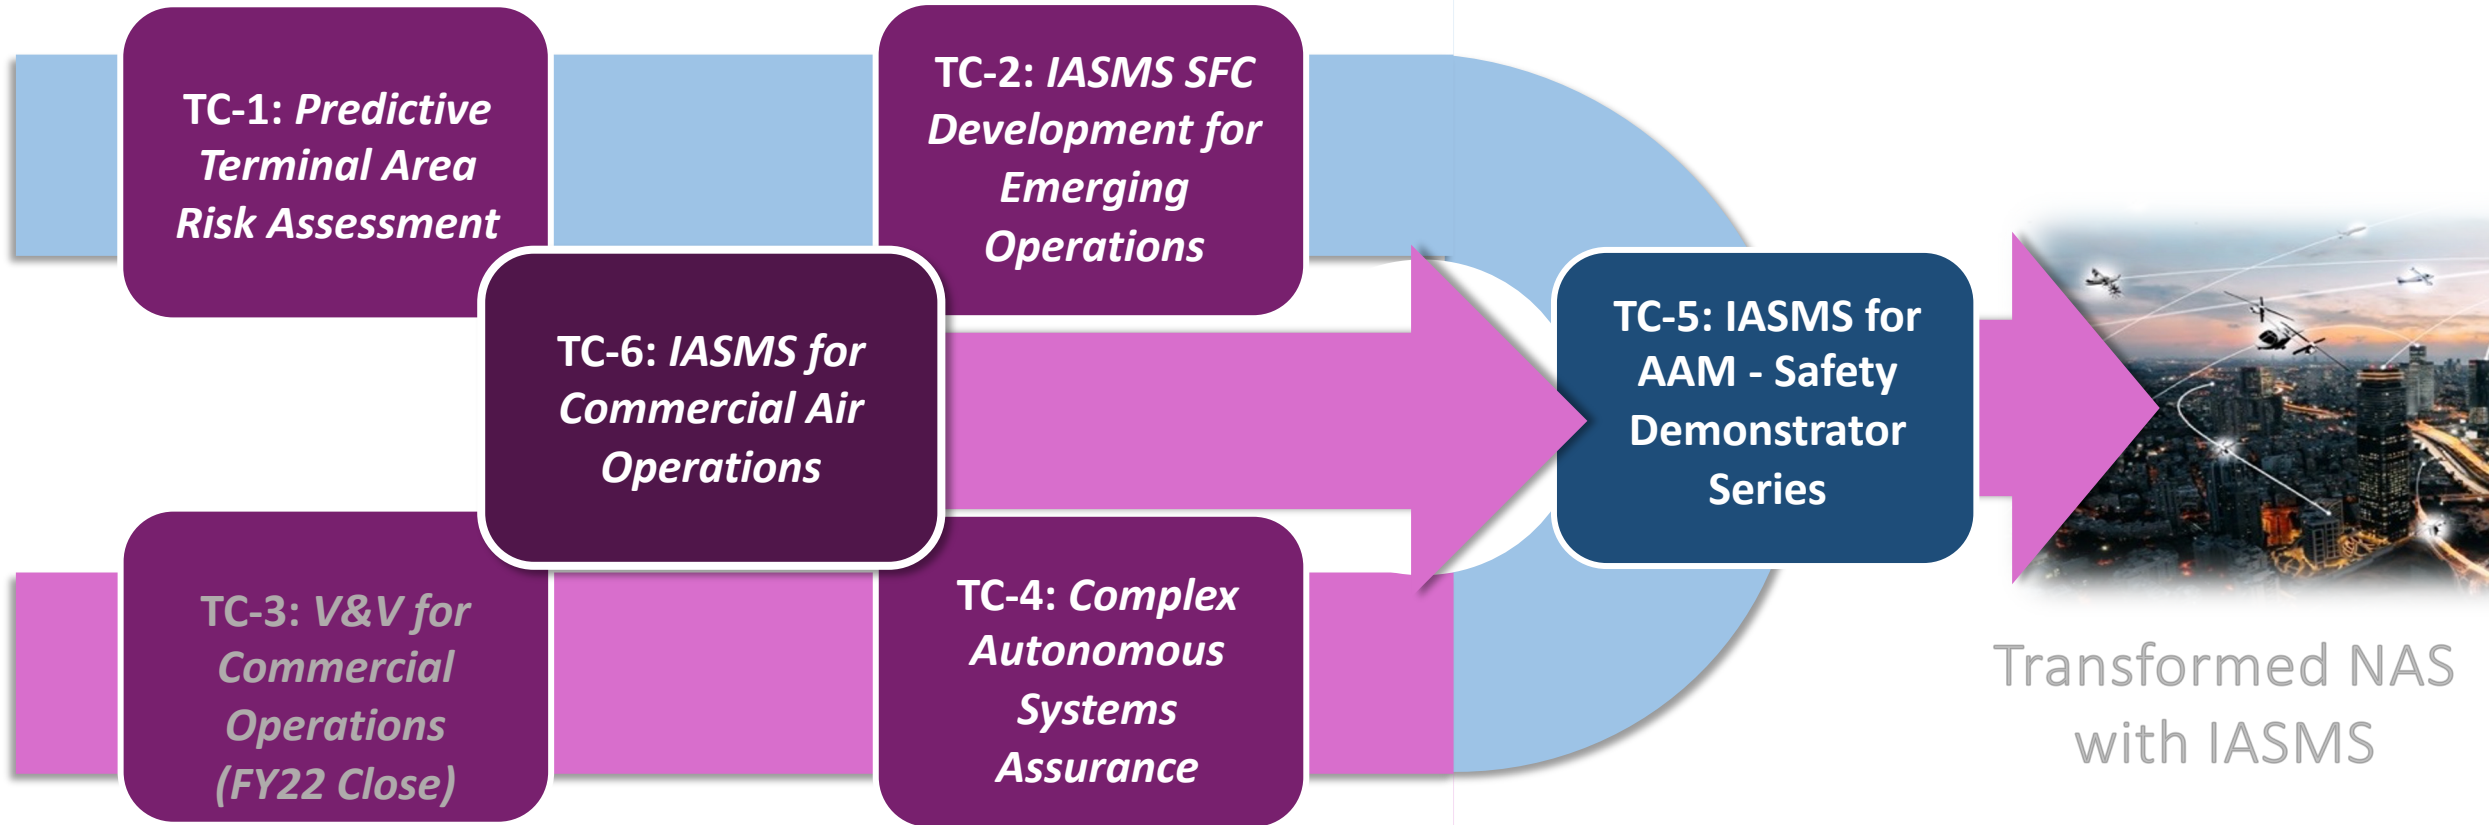 TC-1: Predictive
Terminal Area
Risk Assessment
TC-2: IASMS SFC
Development for
Emerging
Operations
TC-6: IASMS for
Commercial Air
Operations
TC-3: V&V for
Commercial
Operations
(FY22 Close)
TC-4: Complex
Autonomous
Systems
Assurance
TC-5: IASMS for
AAM - Safety
Demonstrator
Series
Transformed NAS
with IASMS